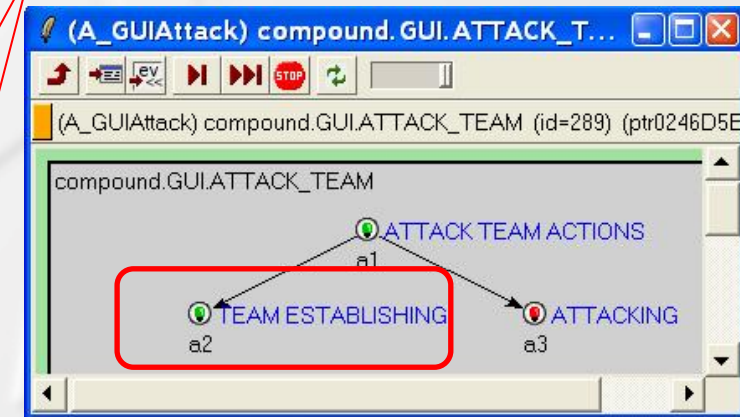 (A_GUIAttack) compound.GUI.ATTACK_T...
ev
STOP
(A_GUIAttack) compound.GUI.ATTACK_TEAM (id=289) (ptr0246D5E
compound.GUI.ATTACK_TEAM
ATTACK TEAM ACTIONS
a1
TEAM ESTABLISHING
ATTACKING
a2
a3